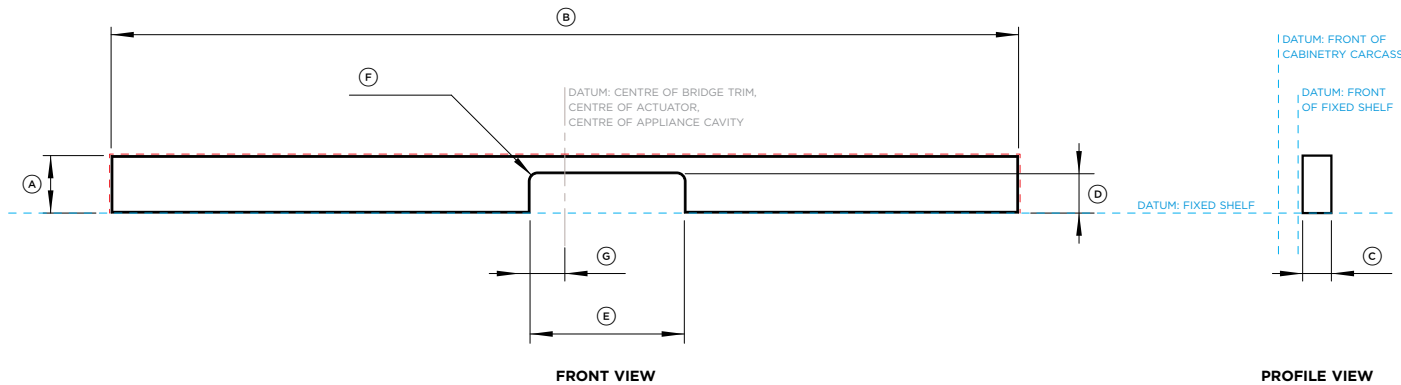 B
DATUM: FRONT OF
CABINETRY CARCASS
F
DATUM: CENTRE OF BRIDGE TRIM,
CENTRE OF ACTUATOR,
CENTRE OF APPLIANCE CAVITY
DATUM: FRONT
OF FIXED SHELF
A
D
DATUM: FIXED SHELF
G
C
E
FRONT VIEW
PROFILE VIEW